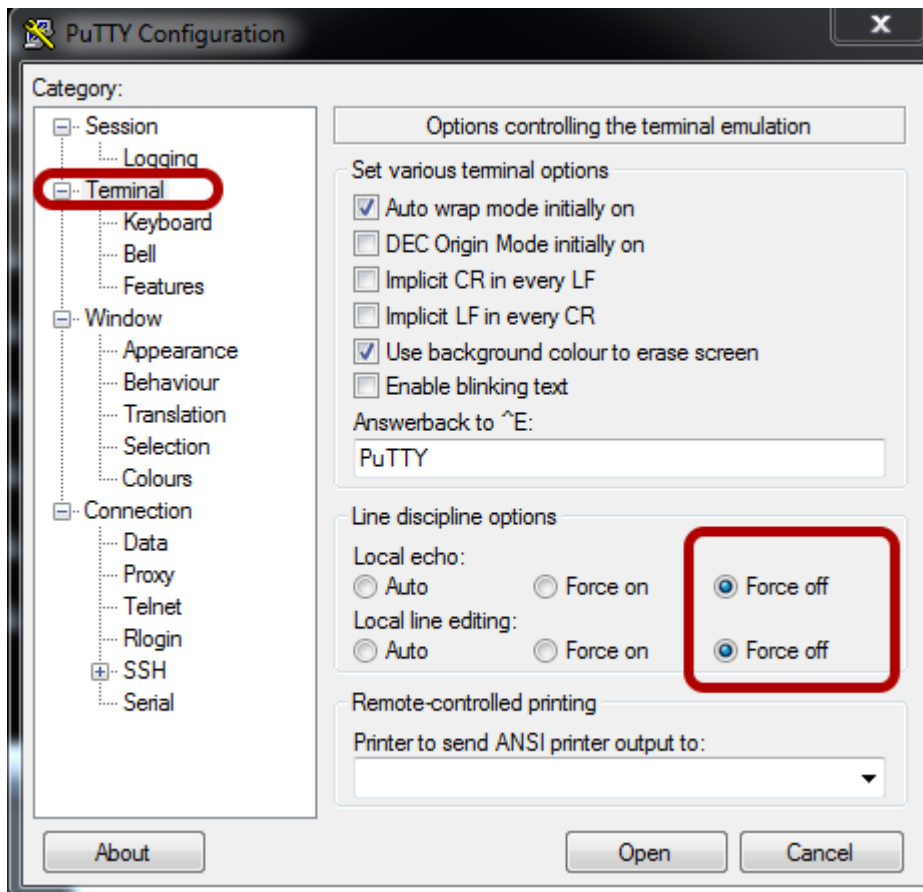 PuTTY Configuration
x
Category:
Session
Logging
Terminal
Keyboard
Bell
Features
Window
Appearance
Behaviour
Translation
Selection
Colours
Connection
Data
Proxy
Telnet
Rlogin
SSH
Serial
Options controlling the terminal emulation
Set various terminal options
Auto wrap mode initially on
DEC Origin Mode initially on
Implicit CR in every LF
Implicit LF in every CR
Use background colour to erase screen
Enable blinking text
Answerback to ^E:
PuTTY
Line discipline options
Local echo:
Auto Force on Force off
Local line editing:
Auto Force on Force off
Remote-controlled printing
Printer to send ANSI printer output to:
About Open Cancel